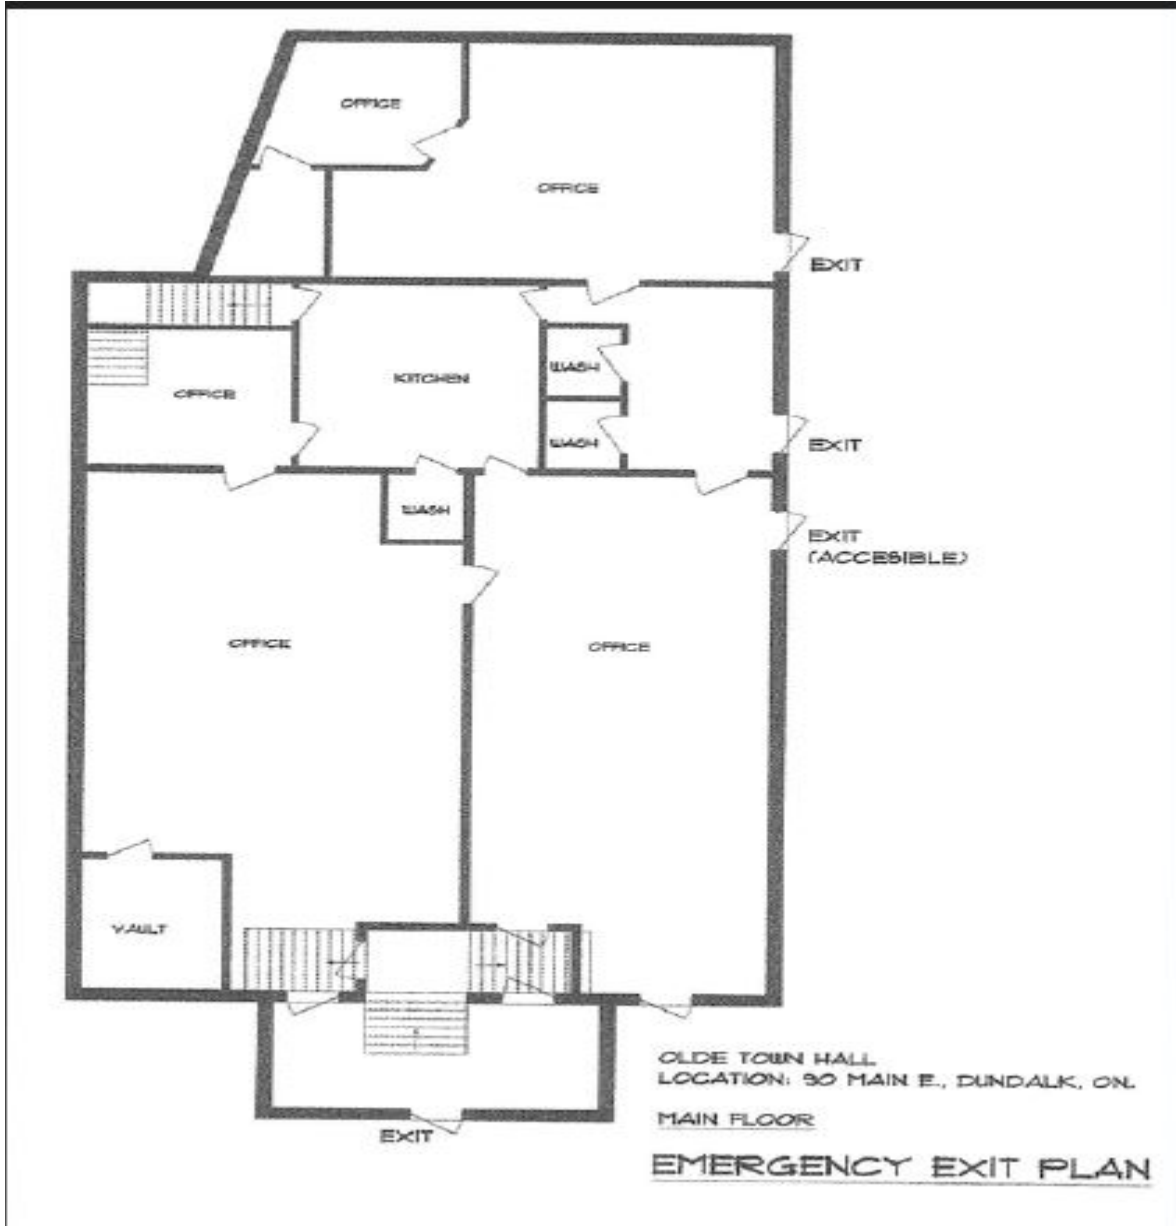 OFFICE
OFFICE
EXIT
WASH
KITCHEN
OFFICE
WASH
EXIT
WASH
EXIT
(ACCESIBLE)
OFFICE
OFFICE
VAULT
OLDE TOWN HALL
LOCATION: 90 MAIN E., DUNDALK, ON.
MAIN FLOOR
EXIT
EMERGENCY EXIT PLAN